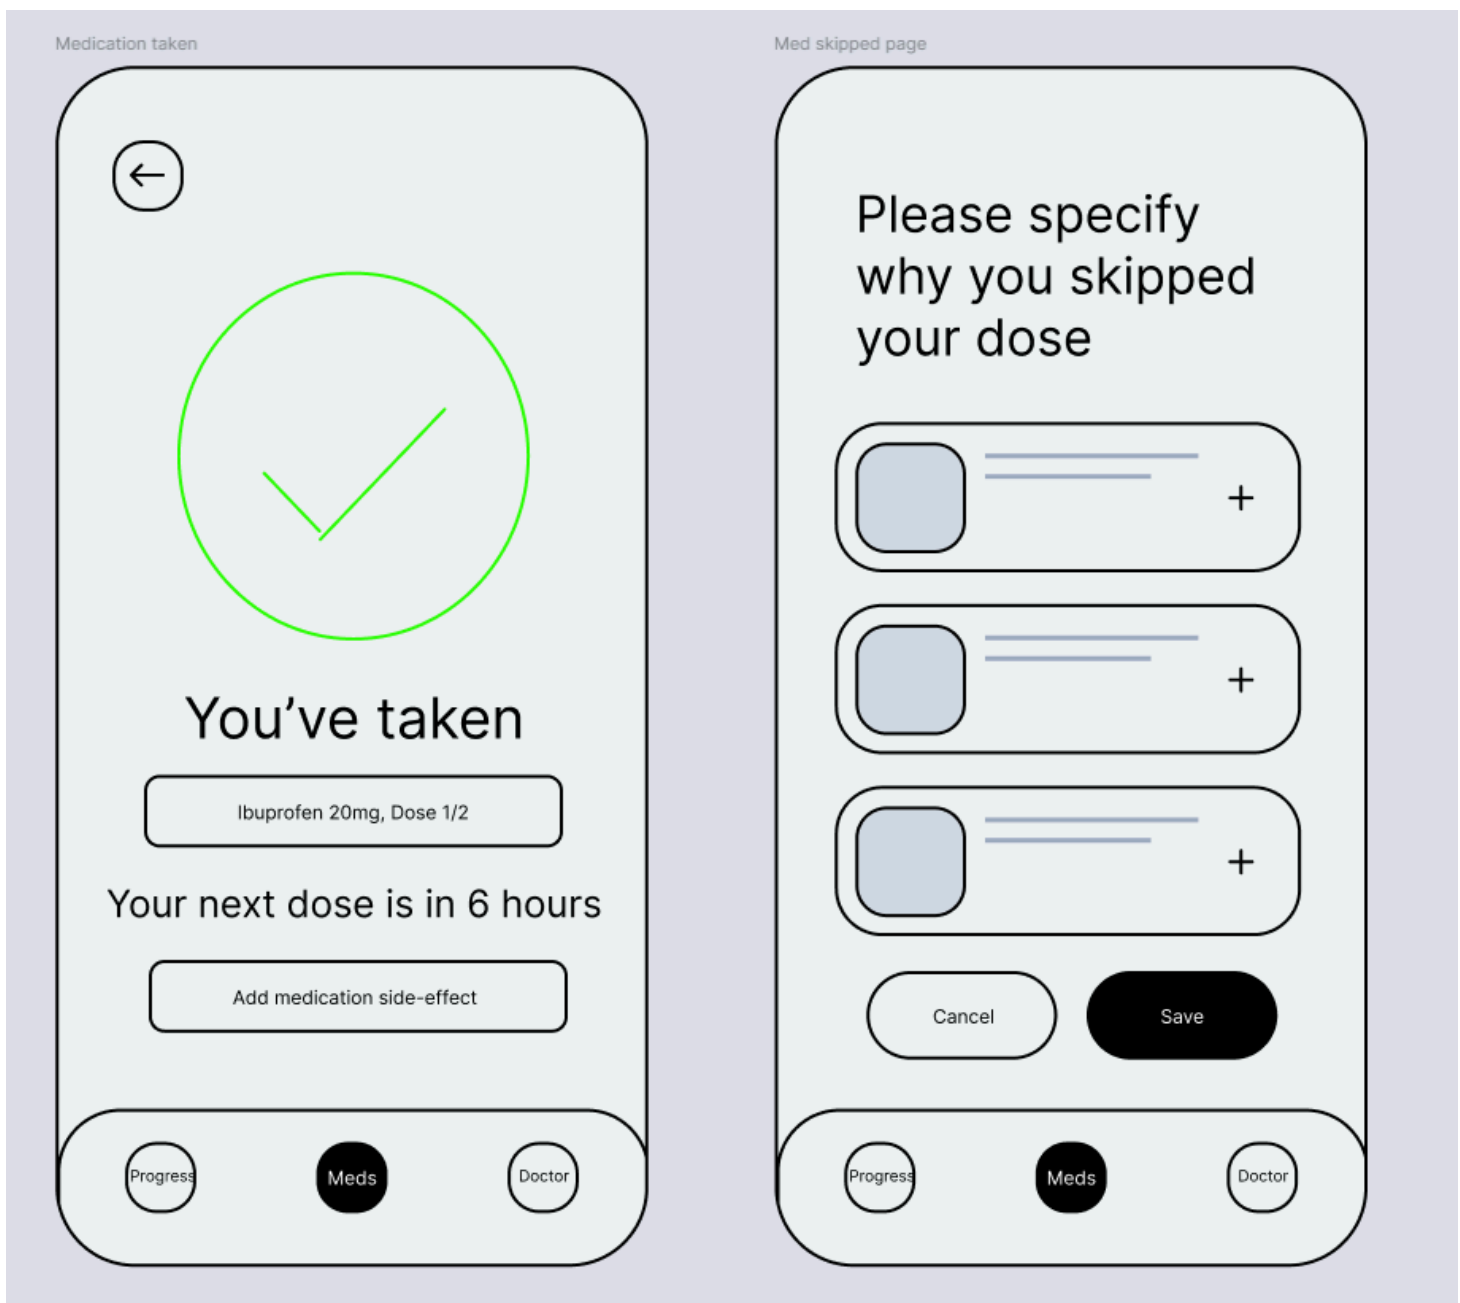 Medication taken
You’ve taken
Ibuprofen 20mg, Dose 1/2
Your next dose is in 6 hours
Add medication side-effect
Progress
Meds
Doctor
Med skipped page
Please specify
why you skipped
your dose
Cancel
Save
Progress
Meds
Doctor